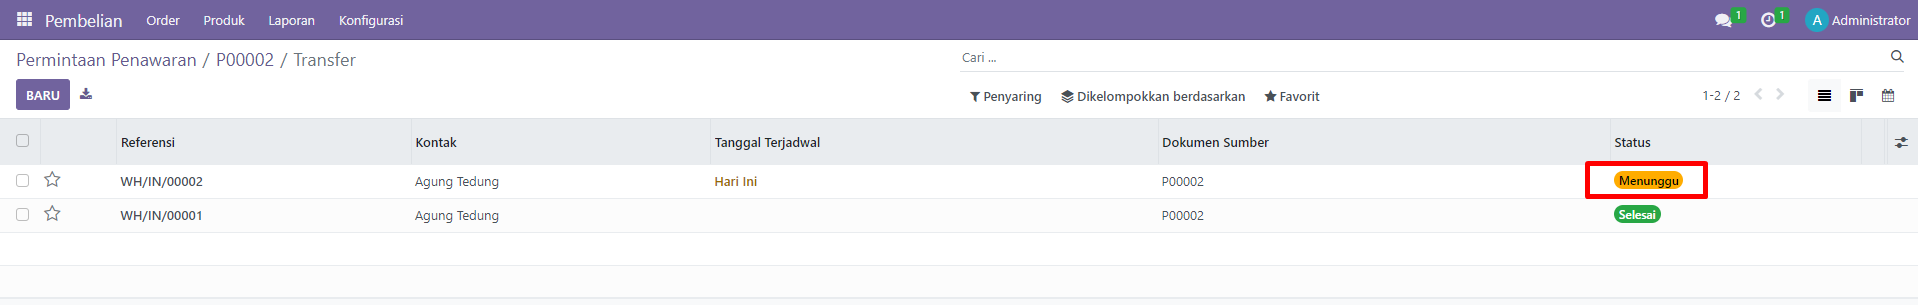 Pembelian Order Produk Laporan Konfigurasi 1 1 A Administrator
Permintaan Penawaran / P00002 / Transfer
Cari ...
BARU
Penyaring Dikelompokkan berdasarkan Favorit 1-2 / 2
Referensi Kontak Tanggal Terjadwal Dokumen Sumber Status
WH/IN/00002 Agung Tedung Hari Ini P00002 Menunggu
WH/IN/00001 Agung Tedung P00002 Selesai